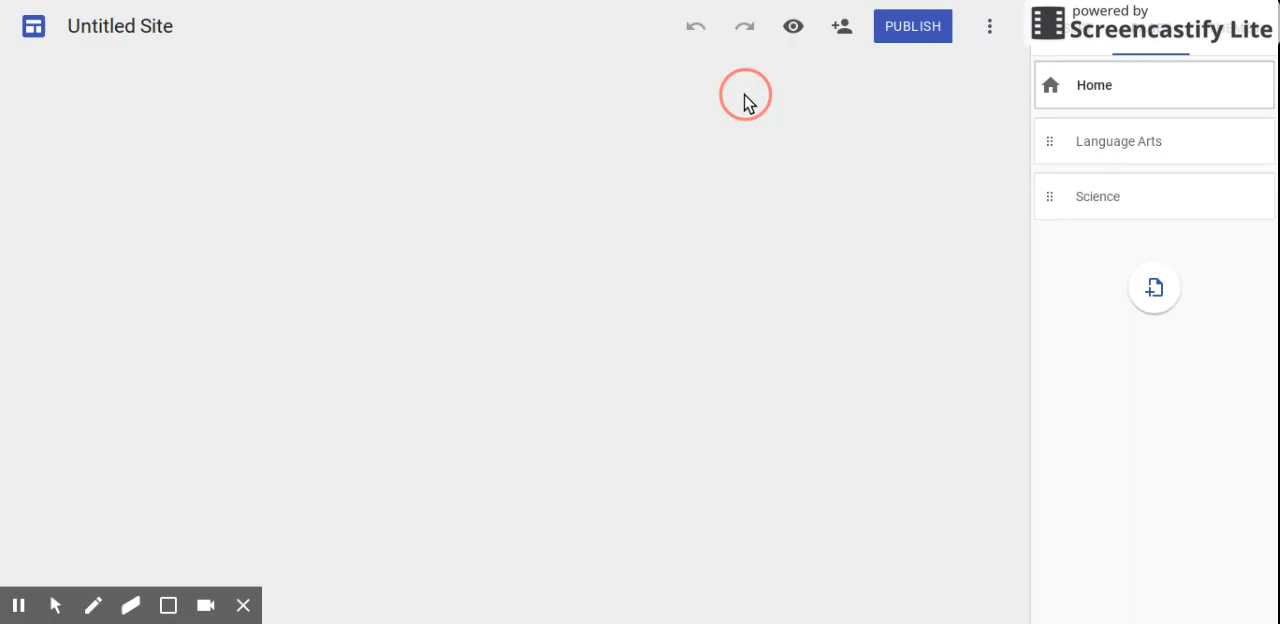 Untitled Site
PUBLISH
powered by
Screencastify Lite
Home
Language Arts
Science